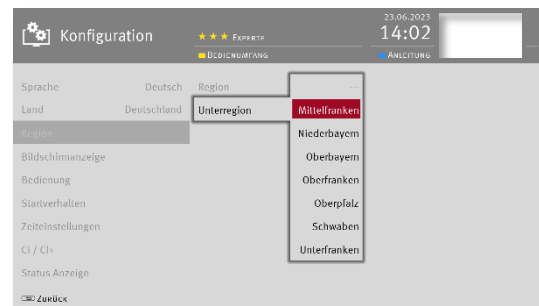 Konfiguration
★★★ EXPERTE
BEDIENUMFANG
23.06.2023
14:02
ANLEITUNG
Sprache Deutsch
Land Deutschland
Region
Bildschirmanzeige
Bedienung
Startverhalten
Zeiteinstellungen
CI / CI+
Status Anzeige
ZURÜCK
Region ---
Unterregion
Mittelfranken
Niederbayern
Oberbayern
Oberfranken
Oberpfalz
Schwaben
Unterfranken